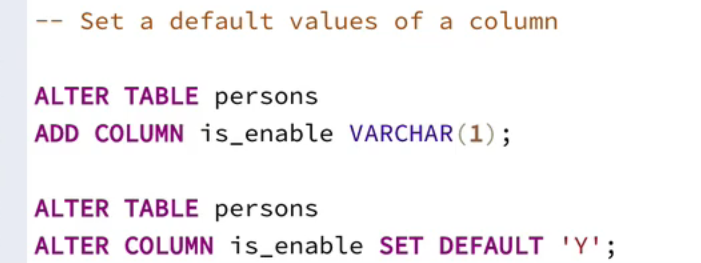 -- Set a default values of a column
ALTER TABLE persons
ADD COLUMN is_enable VARCHAR(1);
ALTER TABLE persons
ALTER COLUMN is_enable SET DEFAULT 'Y';